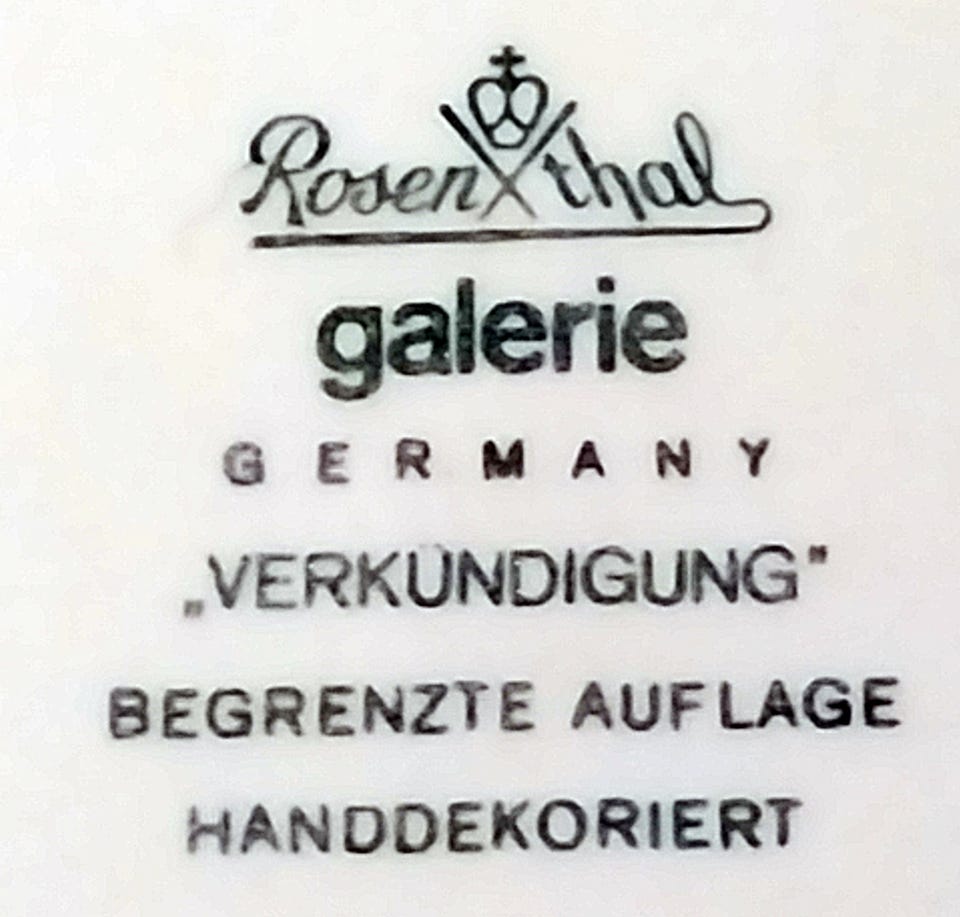 Rosenthal
galerie
GERMANY
„VERKÜNDIGUNG"
BEGRENZTE AUFLAGE
HANDDEKORIERT